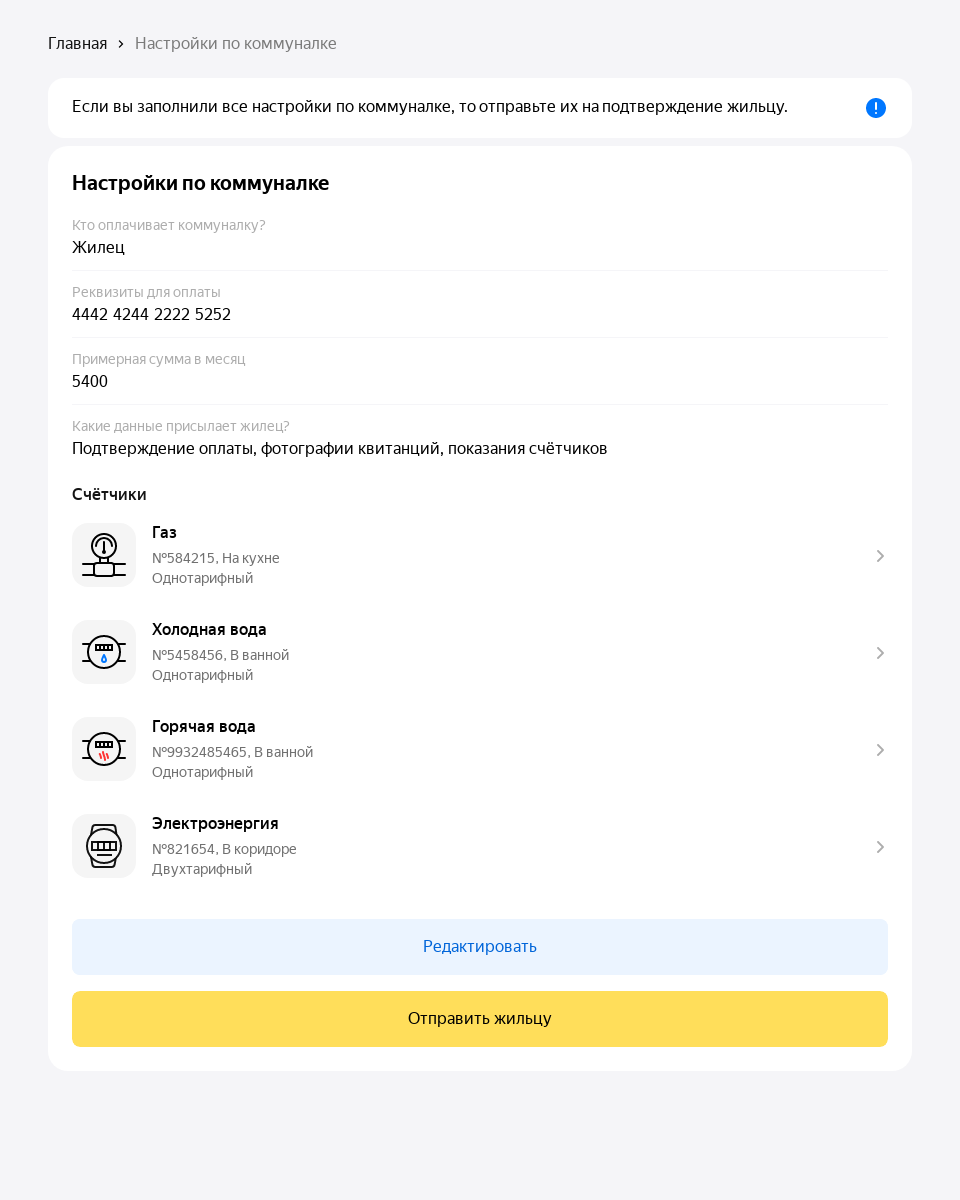 Главная
Настройки по коммуналке
Если вы заполнили все настройки по коммуналке, то отправьте их на подтверждение жильцу.
Настройки по коммуналке
Кто оплачивает коммуналку?
Жилец
Реквизиты для оплаты
4442 4244 2222 5252
Примерная сумма в месяц
5400
Какие данные присылает жилец?
Подтверждение оплаты, фотографии квитанций, показания счётчиков
Счётчики
Газ
№584215, На кухне
Однотарифный
Холодная вода
№5458456, В ванной
Однотарифный
Горячая вода
№9932485465, В ванной
Однотарифный
Электроэнергия
№821654, В коридоре
Двухтарифный
Редактировать
Отправить жильцу